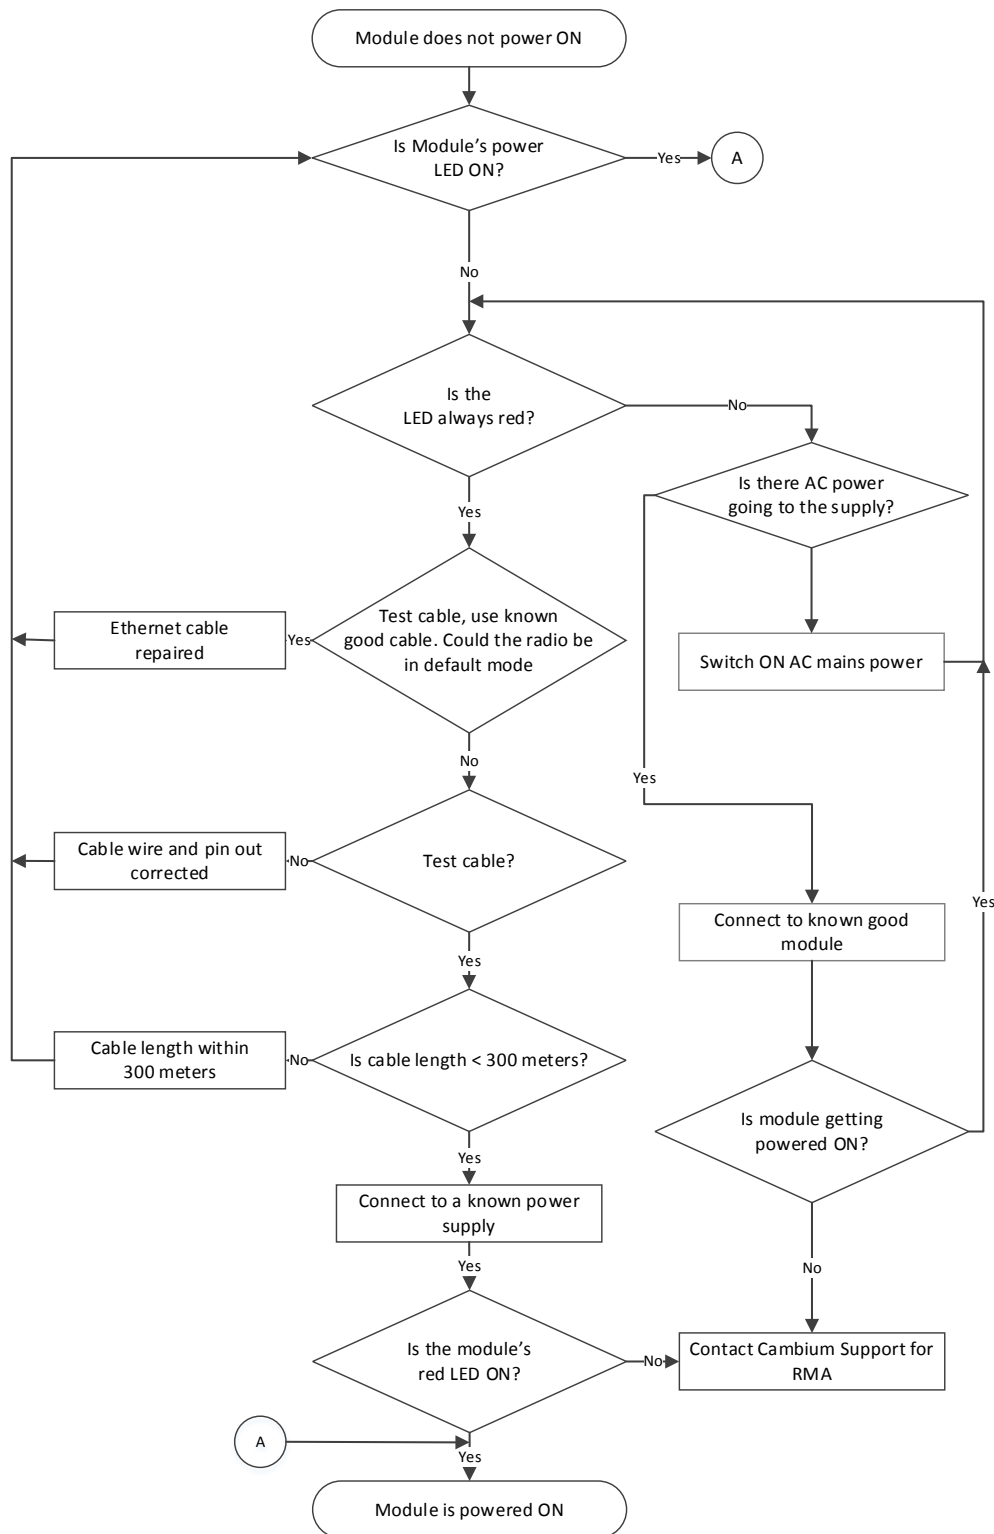 Module does not power ON
Is Module's power
LED ON?
Yes
A
No
Is the
LED always red?
No
Is there AC power
going to the supply?
Yes
Test cable, use known
good cable. Could the radio be
in default mode
Yes
Ethernet cable
repaired
Switch ON AC mains power
No
Yes
Cable wire and pin out
corrected
No
Test cable?
Yes
Connect to known good
module
Yes
Cable length within
300 meters
No
Is cable length < 300 meters?
Is module getting
powered ON?
Yes
Connect to a known power
supply
Yes
No
Is the module's
red LED ON?
No
Contact Cambium Support for
RMA
A
Yes
Module is powered ON